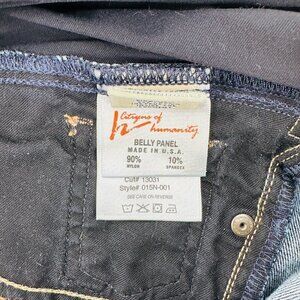 Citizens of
humanity
BELLY PANEL
MADE IN U.S.A.
90% 10%
NYLON SPANDEX
Cut# 13031
Style# 015N-001
SEE CARE ON REVERSE